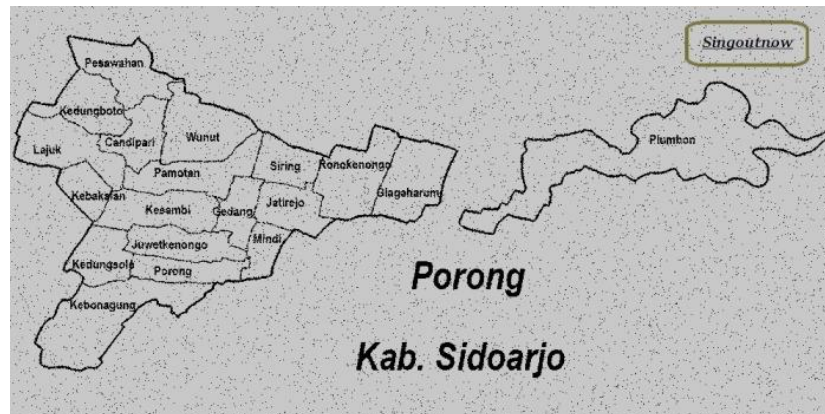 Singoutnow
Pesawahan
Kedungboto
Candipari
Wunut
Lajuk
Pamotan
Siring
Ronokenongo
Plumbon
Glagaharum
Kebakalan
Kesambi
Gedang
Jatirejo
Juwetkenongo
Mindi
Kedungsolo
Porong
Kebonagung
Porong
Kab. Sidoarjo